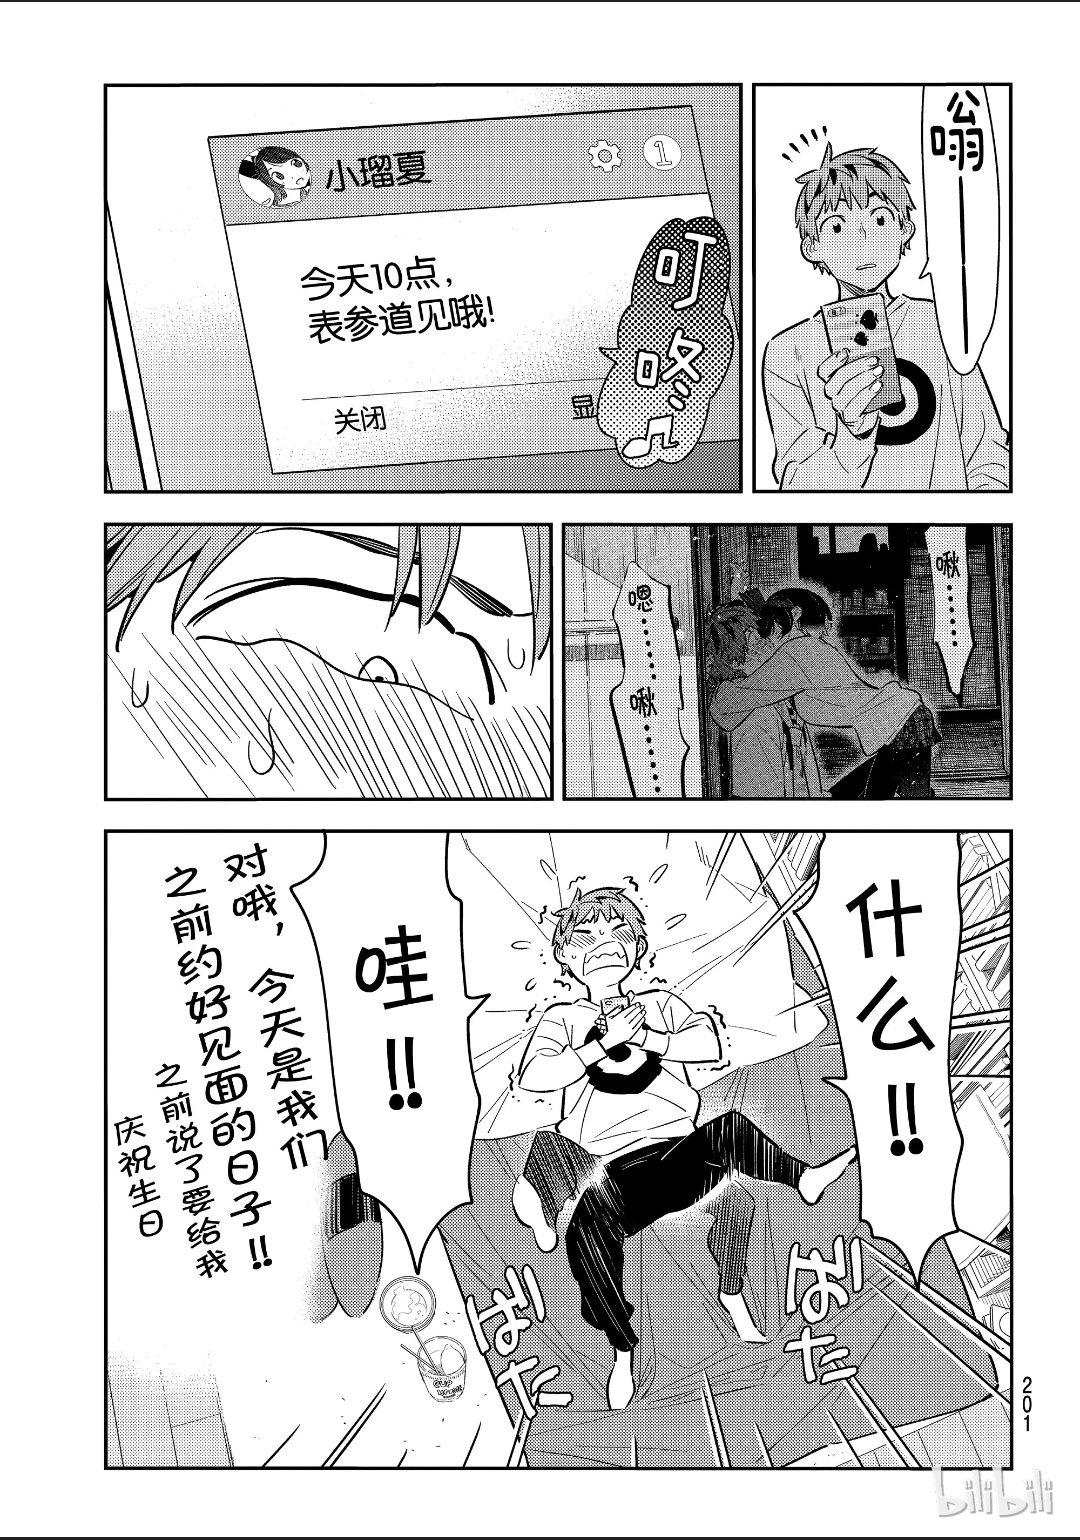 嗡——
小瑠夏
1
今天10点，
表参道见哦！
关闭
显
叮咚
啾……
嗯……啾……
什么！！
哇！！
对哦，今天是我们
之前约好见面的日子！！
之前说了要给我
庆祝生日
ばた
ばた
CUP
201
bilibili